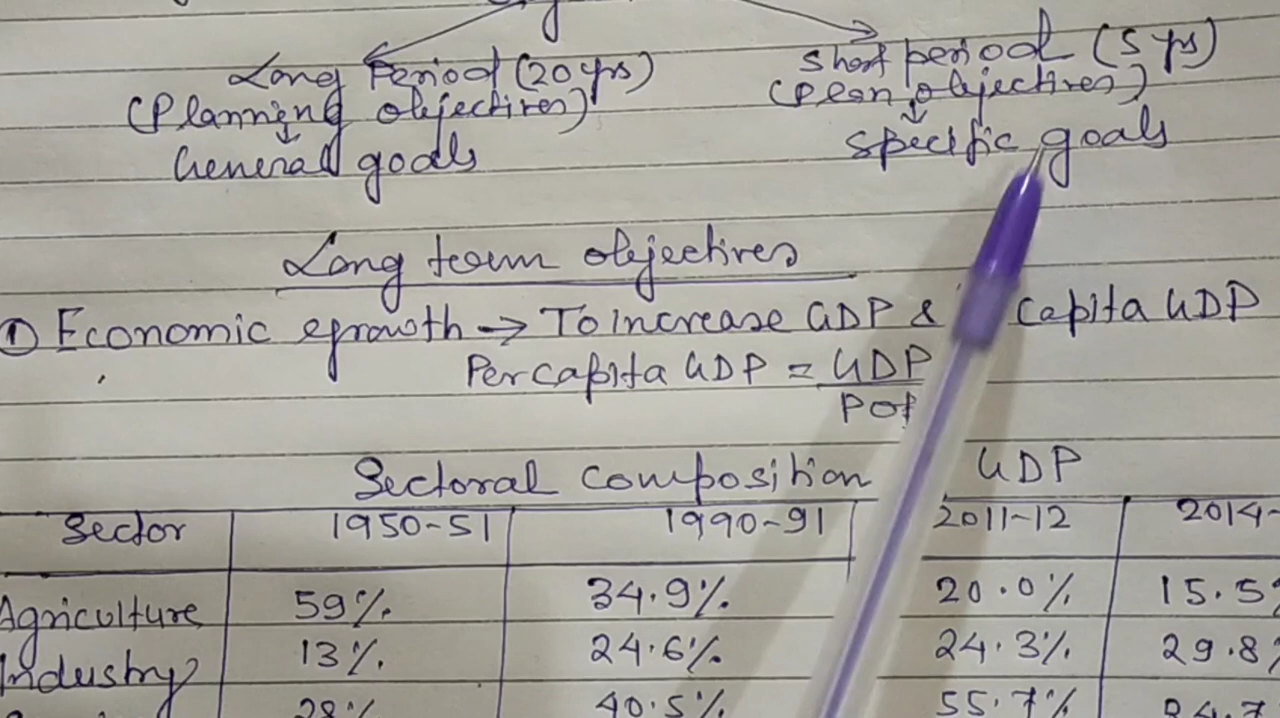 Long Period (20 yrs)
(Planning objectives)
General goals
Short period (5 yrs)
(Plan objectives)
Specific goals
Long term objectives
① Economic growth → To increase GDP & capita GDP
Per capita GDP = GDP
Pop
Sectoral composition GDP
Sector 1950-51 1990-91 2011-12 2014-
Agriculture 59% 34.9% 20.0% 15.5%
Industry 13% 24.6% 24.3% 29.8%
28% 40.5% 55.7%